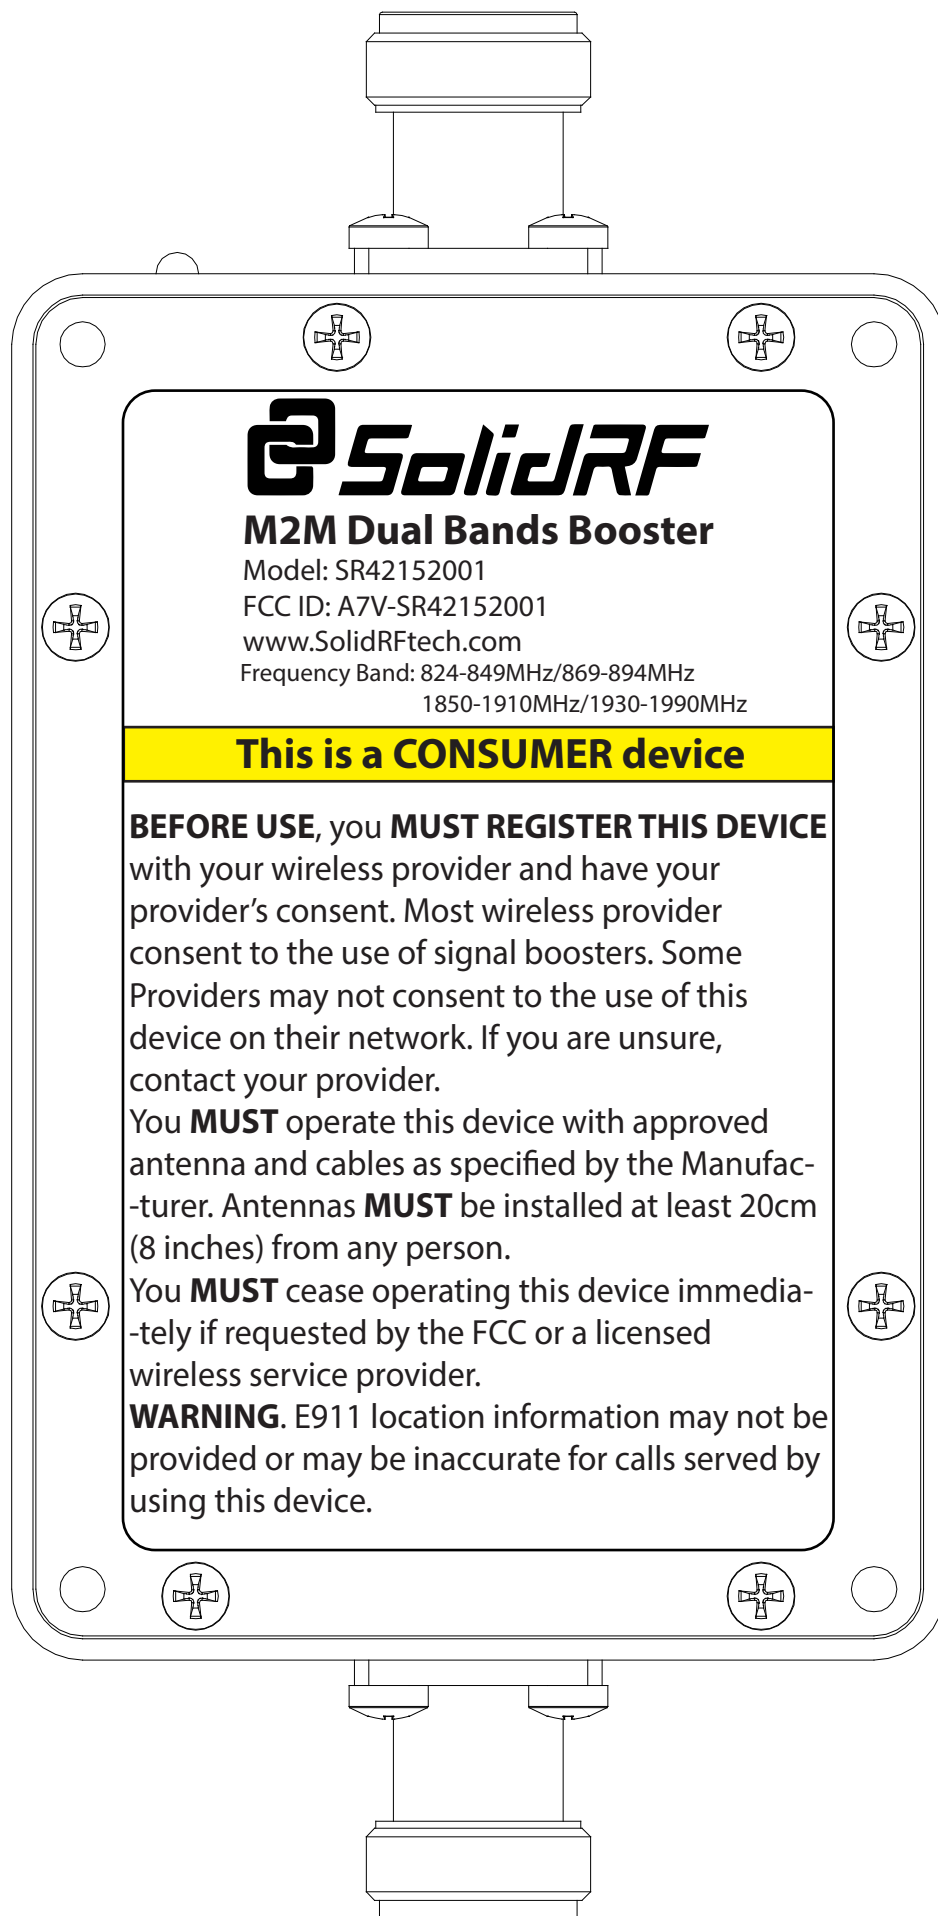 SolidRF
M2M Dual Bands Booster
Model: SR42152001
FCC ID: A7V-SR42152001
www.SolidRFtech.com
Frequency Band: 824-849MHz/869-894MHz
1850-1910MHz/1930-1990MHz
This is a CONSUMER device
BEFORE USE, you MUST REGISTER THIS DEVICE
with your wireless provider and have your
provider’s consent. Most wireless provider
consent to the use of signal boosters. Some
Providers may not consent to the use of this
device on their network. If you are unsure,
contact your provider.
You MUST operate this device with approved
antenna and cables as specified by the Manufac-
-turer. Antennas MUST be installed at least 20cm
(8 inches) from any person.
You MUST cease operating this device immedia-
-tely if requested by the FCC or a licensed
wireless service provider.
WARNING. E911 location information may not be
provided or may be inaccurate for calls served by
using this device.